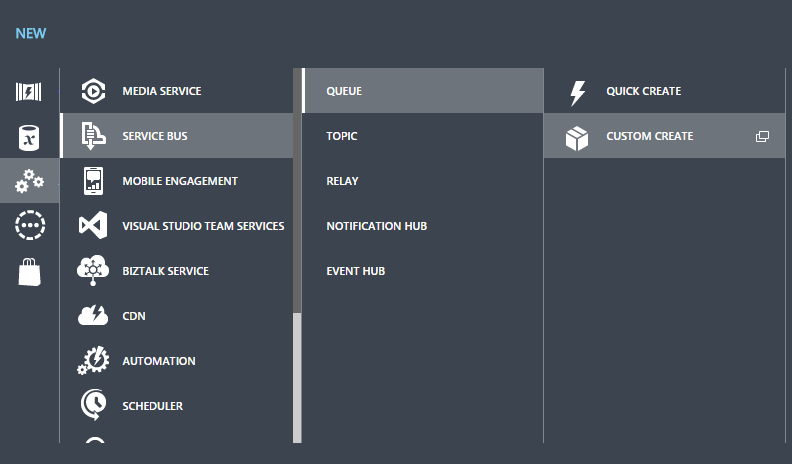 NEW
MEDIA SERVICE
SERVICE BUS
MOBILE ENGAGEMENT
VISUAL STUDIO TEAM SERVICES
BIZTALK SERVICE
CDN
AUTOMATION
SCHEDULER
QUEUE
TOPIC
RELAY
NOTIFICATION HUB
EVENT HUB
QUICK CREATE
CUSTOM CREATE